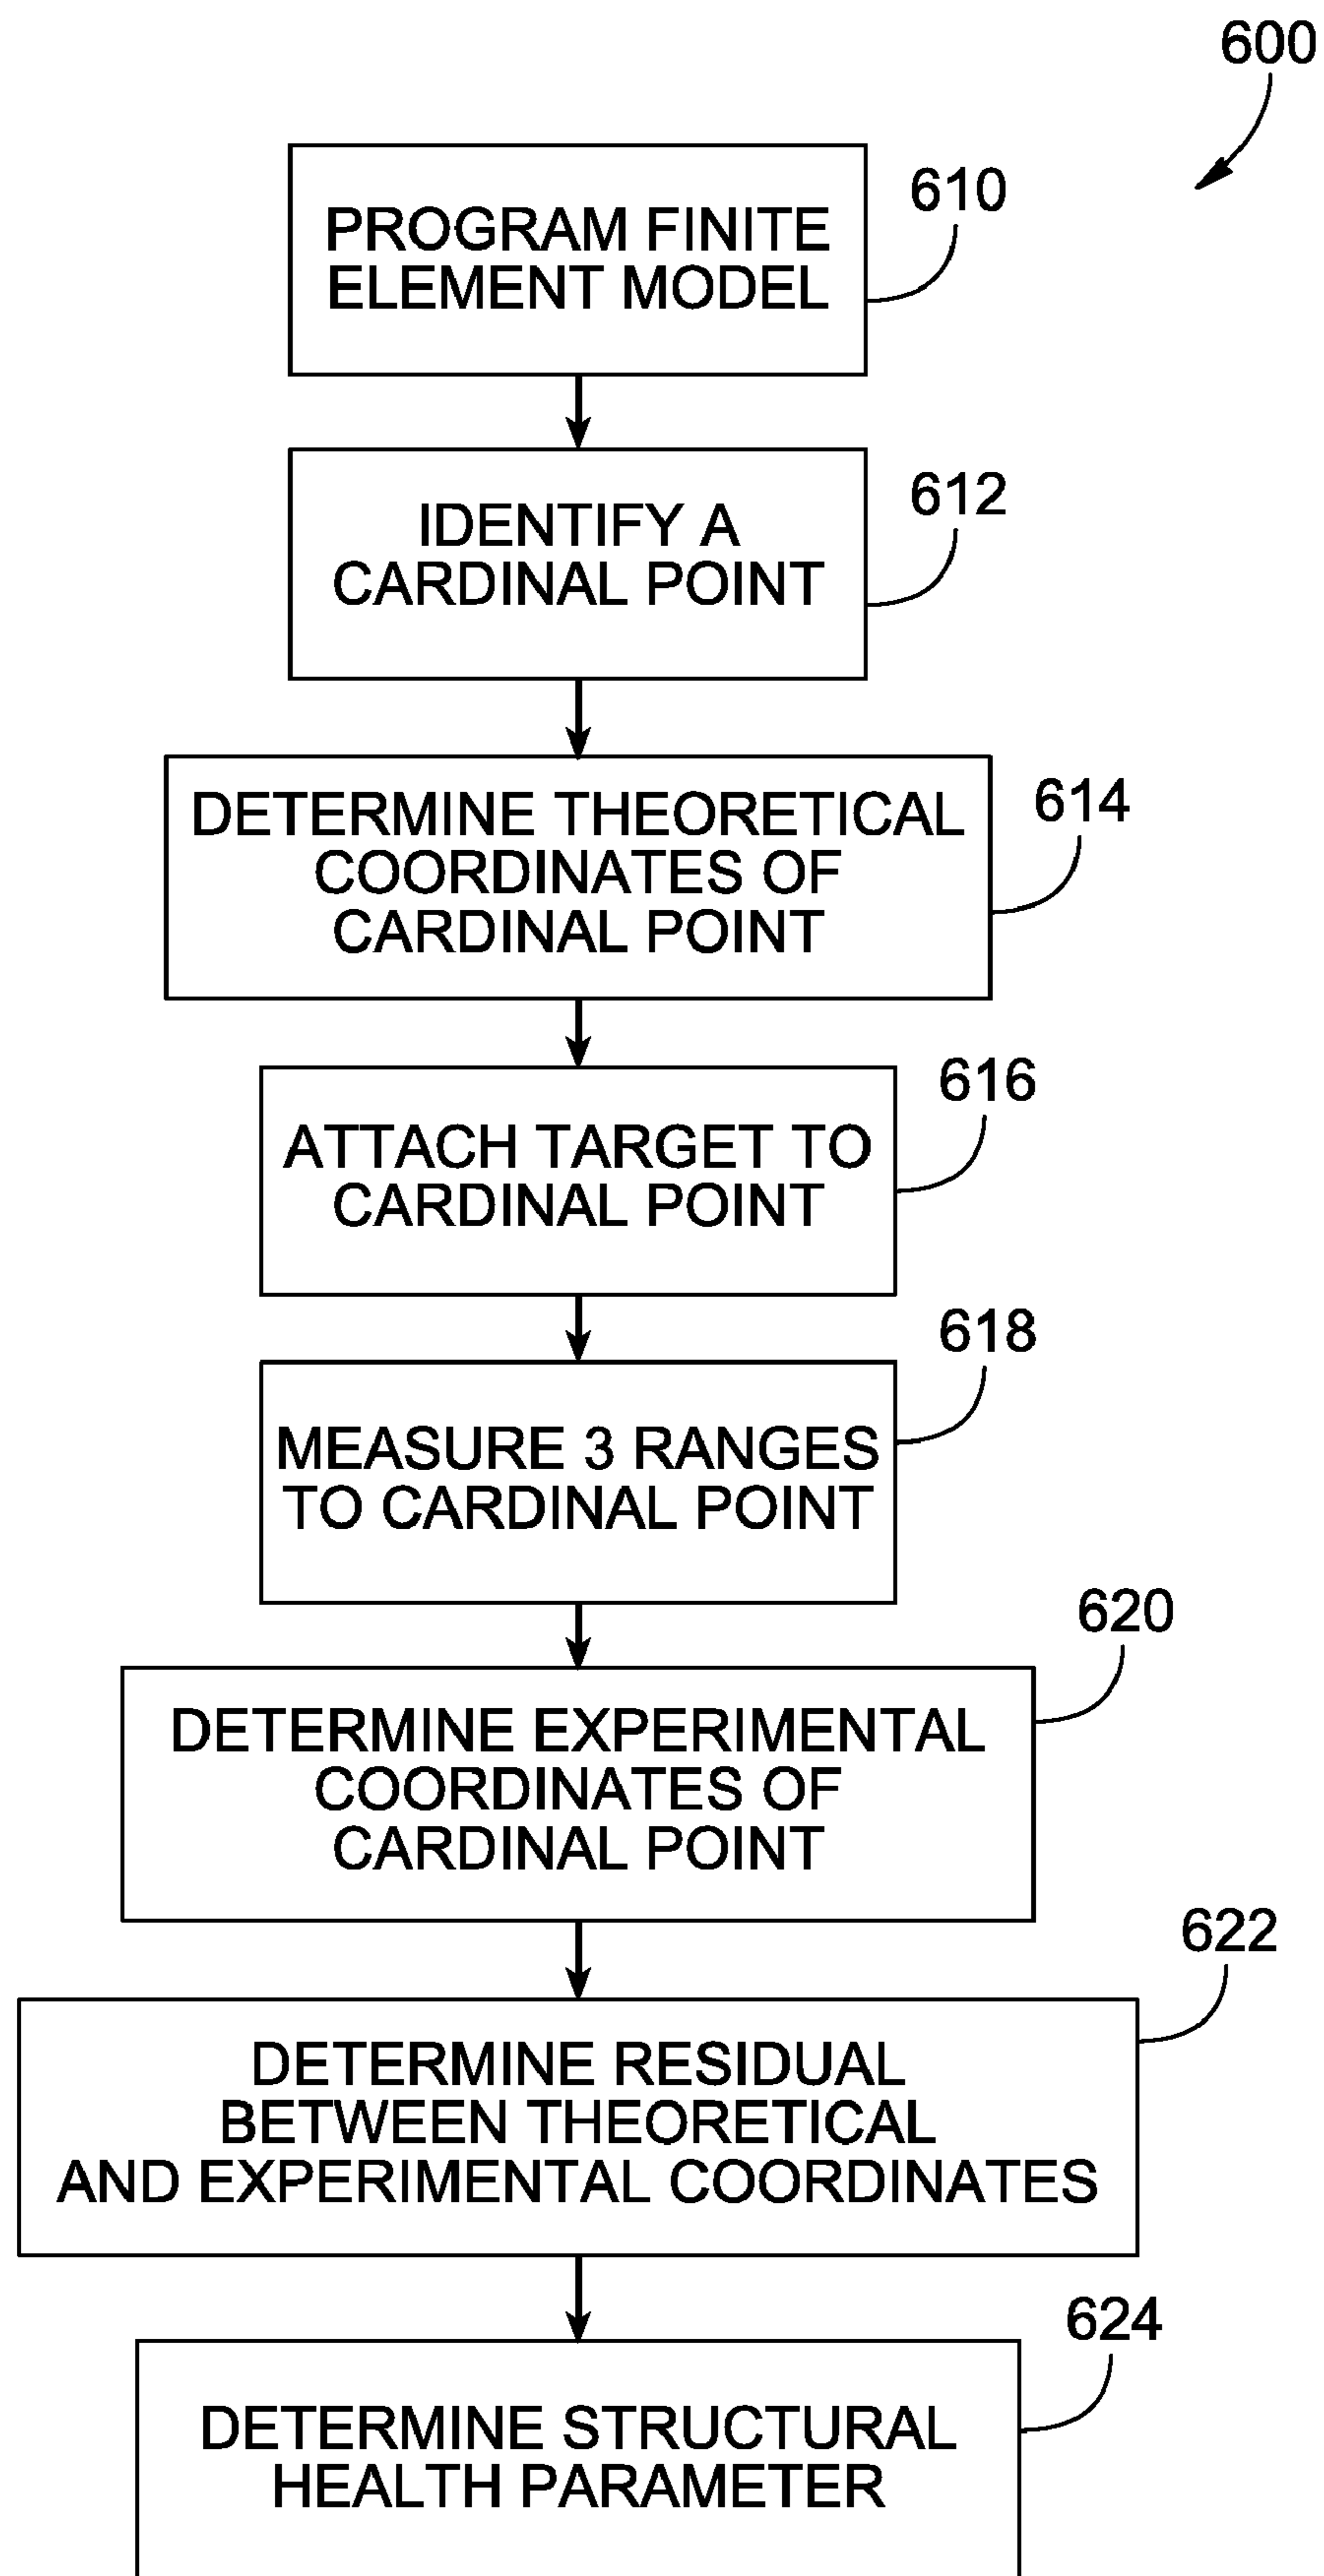 600
PROGRAM FINITE
ELEMENT MODEL
610
IDENTIFY A
CARDINAL POINT
612
DETERMINE THEORETICAL
COORDINATES OF
CARDINAL POINT
614
ATTACH TARGET TO
CARDINAL POINT
616
MEASURE 3 RANGES
TO CARDINAL POINT
618
DETERMINE EXPERIMENTAL
COORDINATES OF
CARDINAL POINT
620
DETERMINE RESIDUAL
BETWEEN THEORETICAL
AND EXPERIMENTAL COORDINATES
622
DETERMINE STRUCTURAL
HEALTH PARAMETER
624